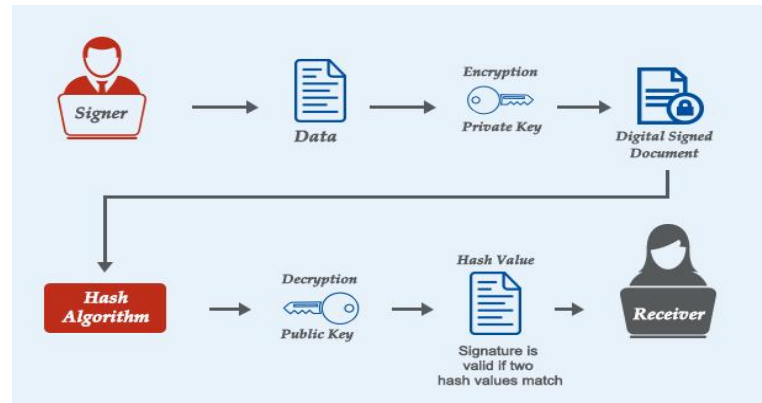 Signer
Data
Encryption
Private Key
Digital Signed
Document
Hash
Algorithm
Decryption
Public Key
Hash Value
Signature is
valid if two
hash values match
Receiver